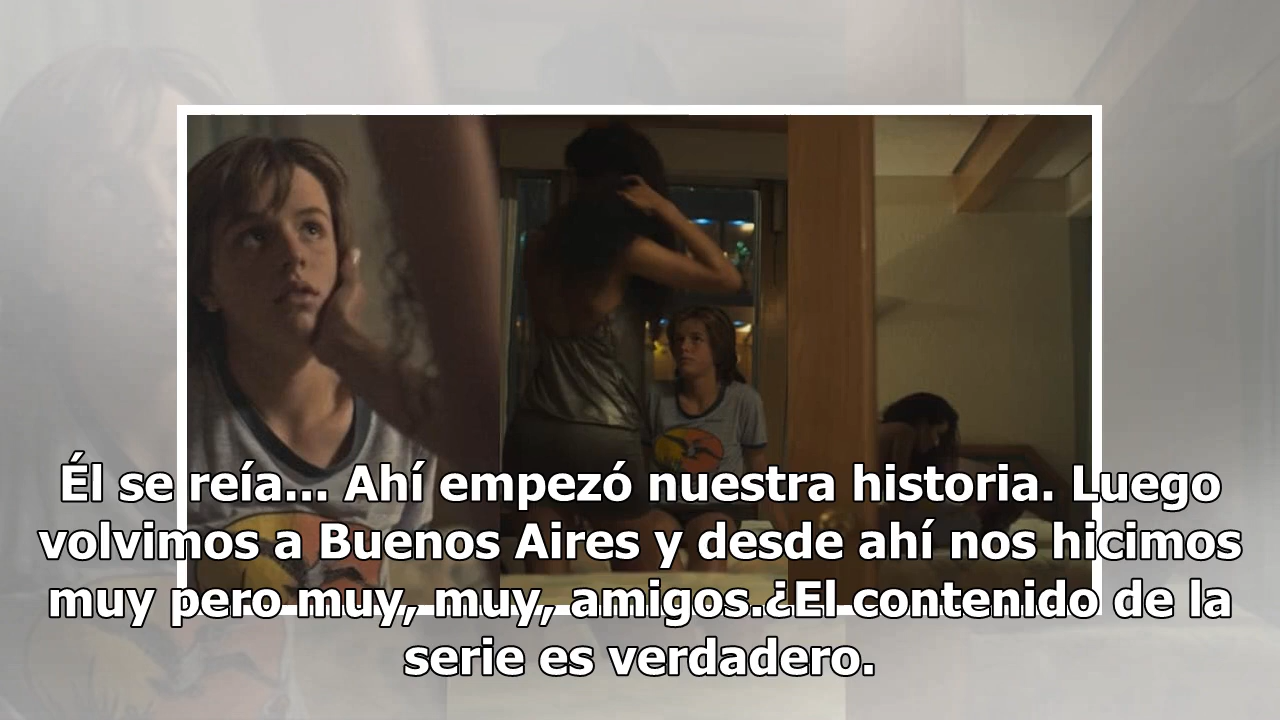 Él se reía... Ahí empezó nuestra historia. Luego
volvimos a Buenos Aires y desde ahí nos hicimos
muy pero muy, muy, amigos.¿El contenido de la
serie es verdadero.